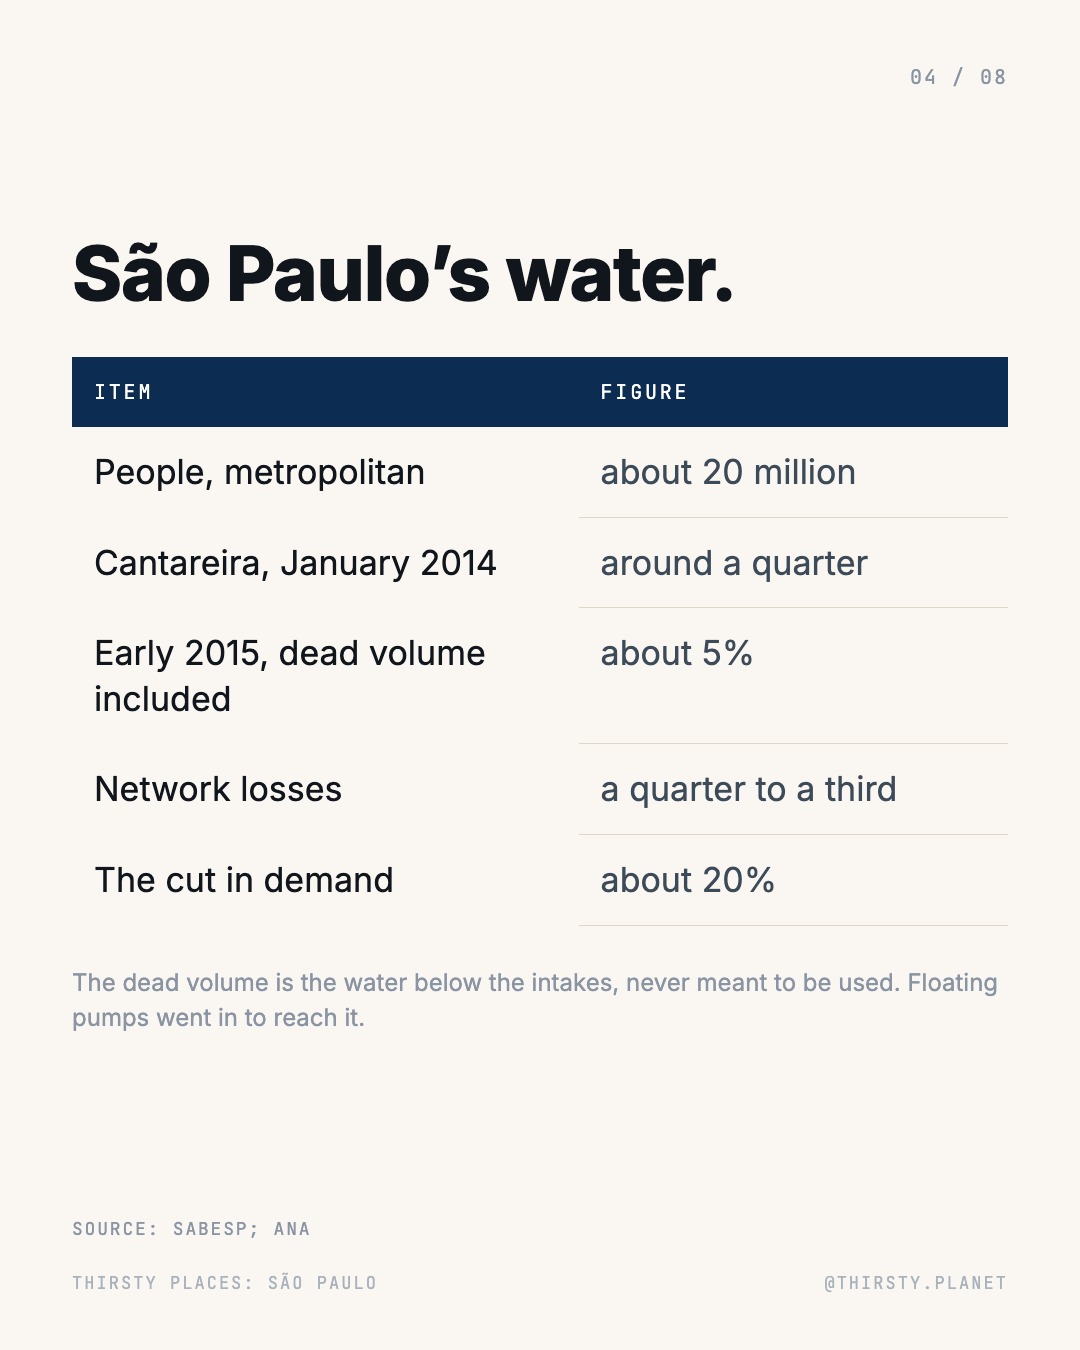 04 / 08
São Paulo’s water.
ITEM FIGURE
People, metropolitan about 20 million
Cantareira, January 2014 around a quarter
Early 2015, dead volume about 5%
included
Network losses a quarter to a third
The cut in demand about 20%
The dead volume is the water below the intakes, never meant to be used. Floating
pumps went in to reach it.
SOURCE: SABESP; ANA
THIRSTY PLACES: SÃO PAULO @THIRSTY.PLANET